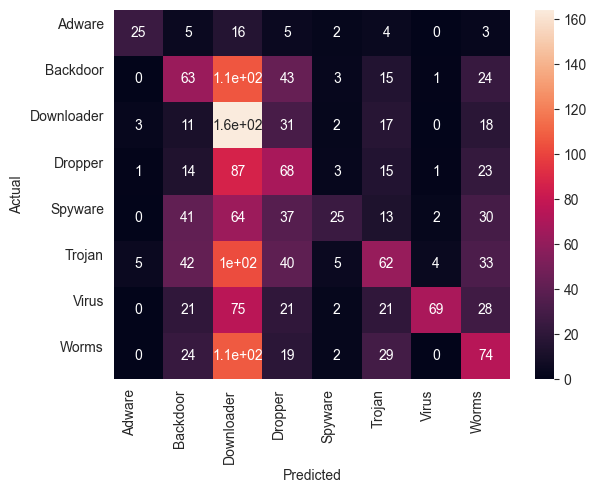 Adware 25 5 16 5 2 4 0 3
Backdoor 0 63 1.1e+02 43 3 15 1 24
Downloader 3 11 1.6e+02 31 2 17 0 18
Dropper 1 14 87 68 3 15 1 23
Spyware 0 41 64 37 25 13 2 30
Trojan 5 42 1e+02 40 5 62 4 33
Virus 0 21 75 21 2 21 69 28
Worms 0 24 1.1e+02 19 2 29 0 74
Actual
Adware Backdoor Downloader Dropper Spyware Trojan Virus Worms
Predicted
160
140
120
100
80
60
40
20
0